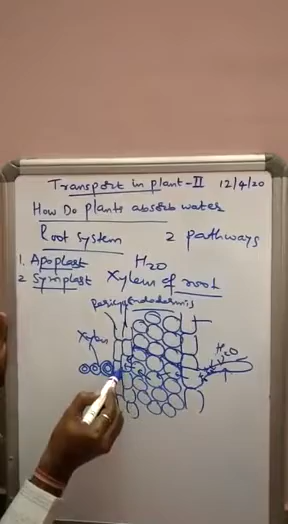 Transport in plant - II 12/4/20
How Do plants absorb water
Root system 2 pathways
1. Apoplast H2O
2 Symplast Xylem of root
Pericycle Endodermis
Xylem
H2O